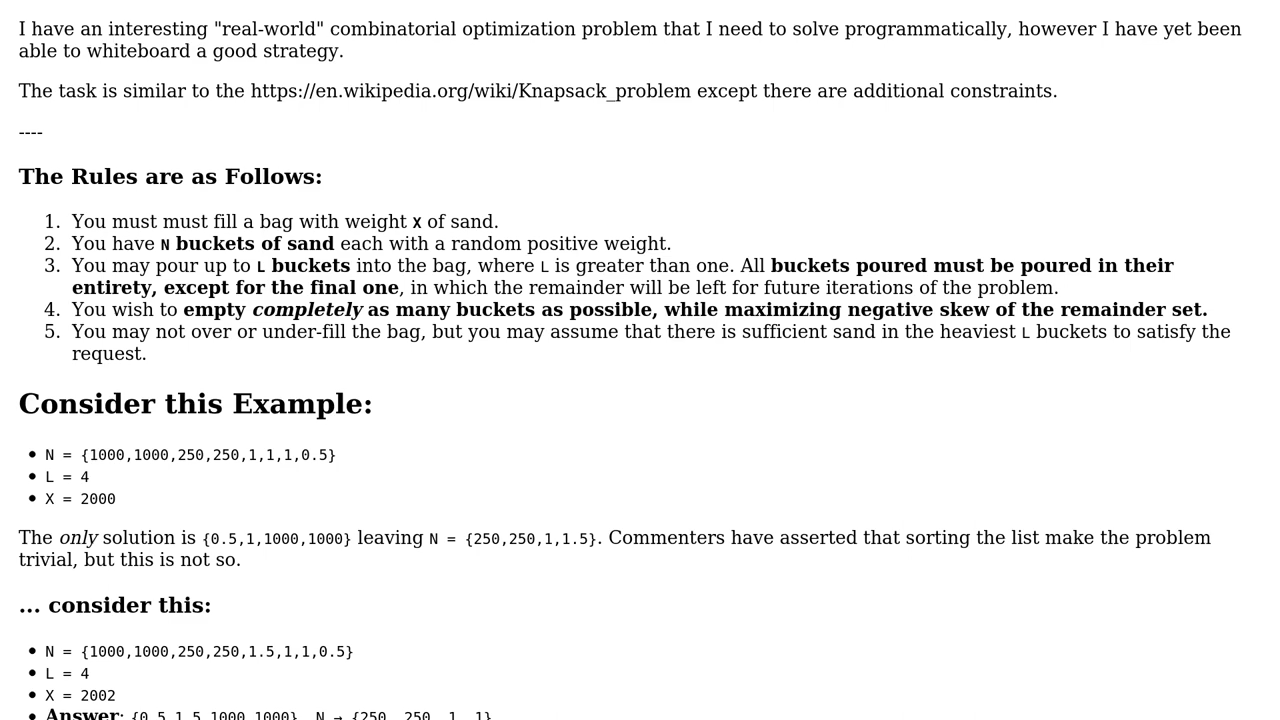 I have an interesting "real-world" combinatorial optimization problem that I need to solve programmatically, however I have yet been
able to whiteboard a good strategy.
The task is similar to the https://en.wikipedia.org/wiki/Knapsack_problem except there are additional constraints.
----
The Rules are as Follows:
1. You must must fill a bag with weight X of sand.
2. You have N buckets of sand each with a random positive weight.
3. You may pour up to L buckets into the bag, where L is greater than one. All buckets poured must be poured in their
entirety, except for the final one, in which the remainder will be left for future iterations of the problem.
4. You wish to empty completely as many buckets as possible, while maximizing negative skew of the remainder set.
5. You may not over or under-fill the bag, but you may assume that there is sufficient sand in the heaviest L buckets to satisfy the
request.
Consider this Example:
• N = {1000,1000,250,250,1,1,1,0.5}
• L = 4
• X = 2000
The only solution is {0.5,1,1000,1000} leaving N = {250,250,1,1.5}. Commenters have asserted that sorting the list make the problem
trivial, but this is not so.
... consider this:
• N = {1000,1000,250,250,1.5,1,1,0.5}
• L = 4
• X = 2002
• Answer: {0.5,1.5,1000,1000}, N → {250, 250, 1, 1}